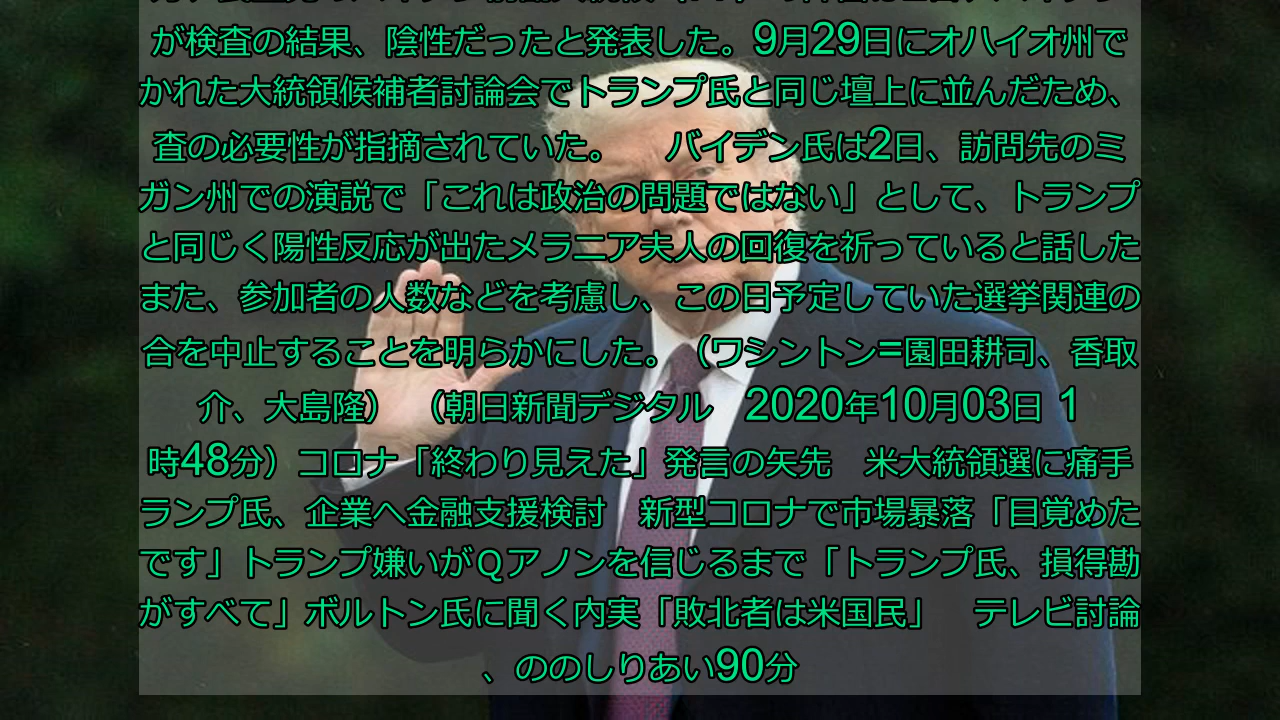 が検査の結果、陰性だったと発表した。9月29日にオハイオ州で
かれた大統領候補者討論会でトランプ氏と同じ壇上に並んだため、
査の必要性が指摘されていた。　　バイデン氏は2日、訪問先のミ
ガン州での演説で「これは政治の問題ではない」として、トランプ
と同じく陽性反応が出たメラニア夫人の回復を祈っていると話した
また、参加者の人数などを考慮し、この日予定していた選挙関連の
合を中止することを明らかにした。（ワシントン=園田耕司、香取
介、大島隆）　（朝日新聞デジタル　2020年10月03日 1
時48分）コロナ「終わり見えた」発言の矢先　米大統領選に痛手
ランプ氏、企業へ金融支援検討　新型コロナで市場暴落「目覚めた
です」トランプ嫌いがＱアノンを信じるまで「トランプ氏、損得勘
がすべて」ボルトン氏に聞く内実「敗北者は米国民」　テレビ討論
、ののしりあい90分